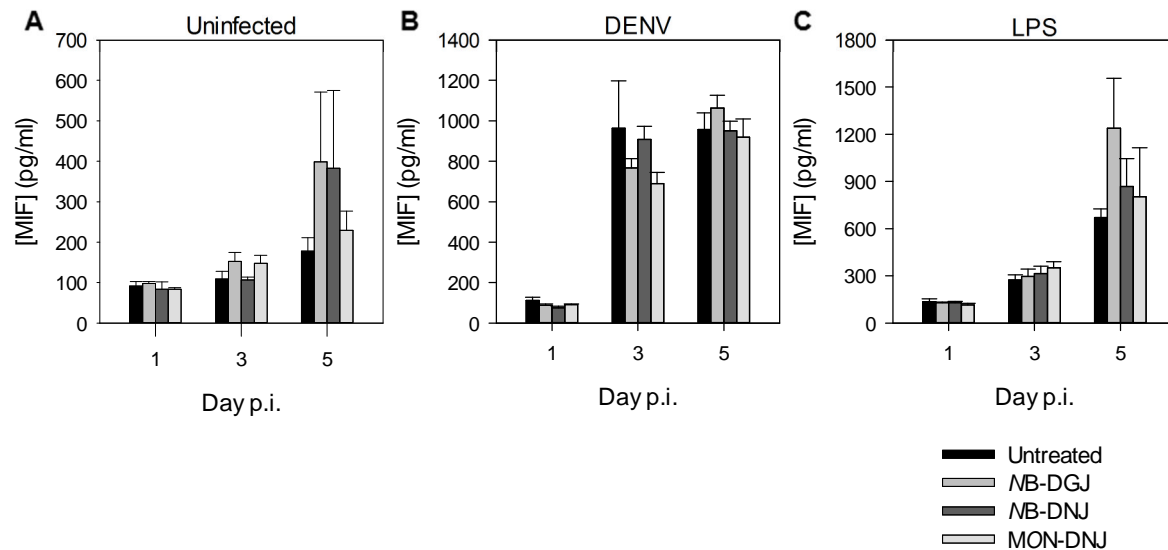 A Uninfected
700
600
500
400
300
200
100
0
[MIF] (pg/ml)
1 3 5
Day p.i.
B DENV
1400
1200
1000
800
600
400
200
0
[MIF] (pg/ml)
1 3 5
Day p.i.
C LPS
1800
1500
1200
900
600
300
0
[MIF] (pg/ml)
1 3 5
Day p.i.
Untreated
NB-DGJ
NB-DNJ
MON-DNJ